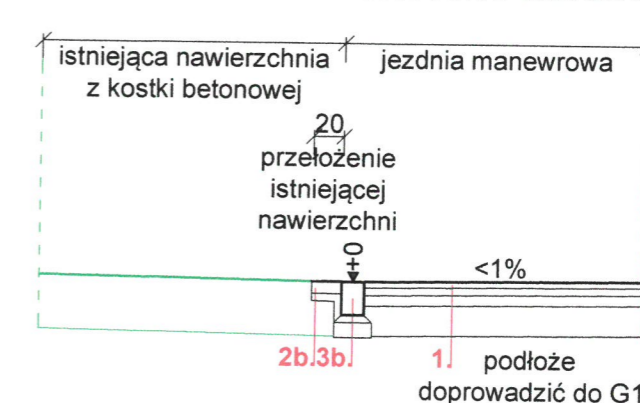 istniejąca nawierzchnia
z kostki betonowej
jezdnia manewrowa
20
przełożenie
istniejącej
nawierzchni
+0
<1%
2b.
3b.
1.
podłoże
doprowadzić do G1